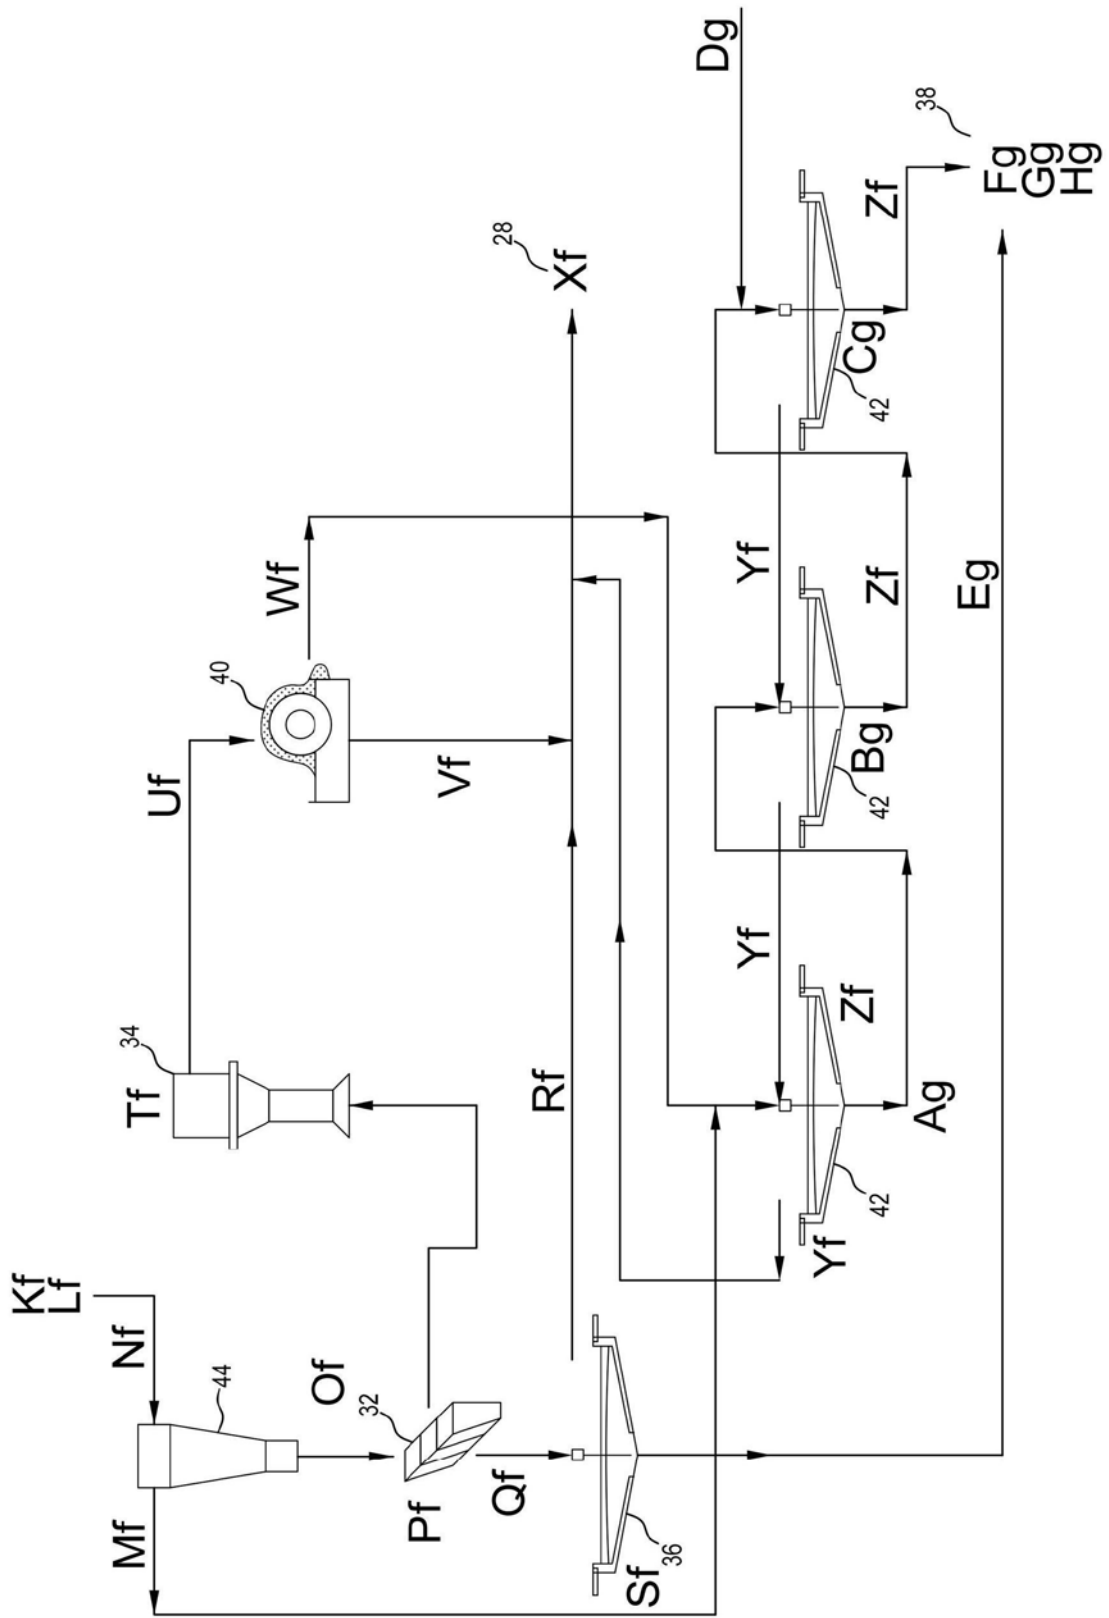 Kf
Lf
Mf
Nf
34
Tf
Uf
44
40
Wf
Of
32
Pf
Vf
28
Qf
Rf
Xf
Sf
36
Dg
Yf
Yf
Yf
Zf
Bg
Cg
42
42
42
Zf
Zf
38
Ag
Eg
Fg
Gg
Hg